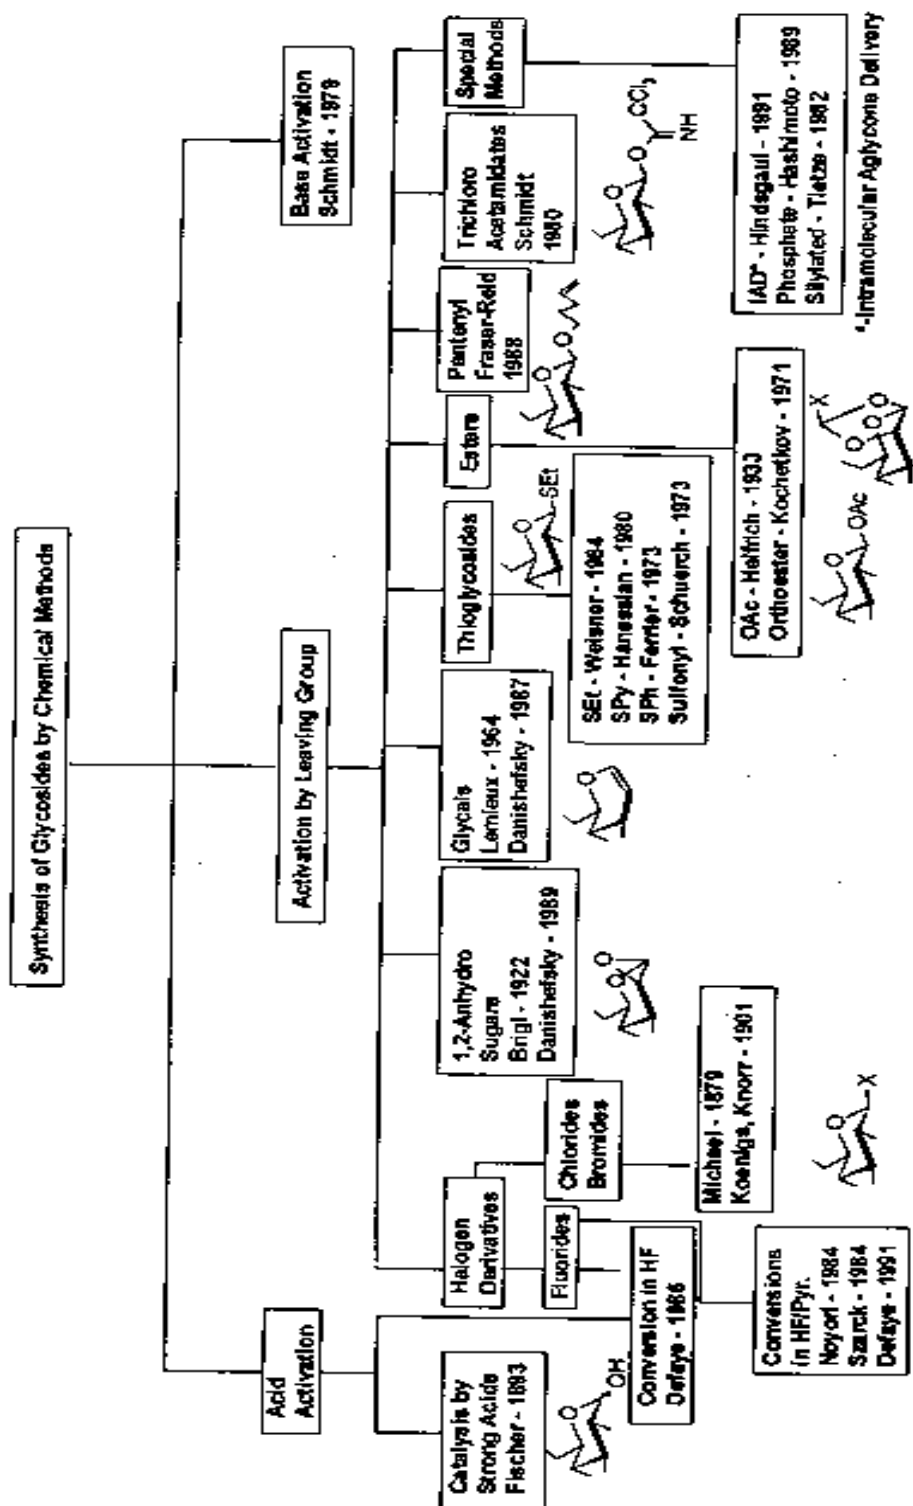 Synthesis of Glycosides by Chemical Methods
Acid
Activation
Activation by Leaving Group
Base Activation
Schmidt - 1979
Catalysis by
Strong Acids
Fischer - 1893
OH
O
Conversion in HF
Defaye - 1986
Halogen
Derivatives
Fluorides
Chlorides
Bromides
Conversions
in HF/Pyr.
Noyori - 1984
Szarck - 1984
Defaye - 1991
Michael - 1879
Koenigs, Knorr - 1901
O
X
1,2-Anhydro
Sugars
Brigl - 1922
Danishefsky - 1989
O
O
Glycals
Lemieux - 1964
Danishefsky - 1987
O
Thioglycosides
O
SEt
SEt - Weisner - 1984
SPy - Hanessian - 1980
SPh - Ferrier - 1973
Sulfonyl - Schuerch - 1973
Esters
OAc - Helfrich - 1933
Orthoester - Kochetkov - 1971
O
OAc
X
O
O
O
O
Pentenyl
Fraser-Reid
1988
O
O
Trichloro
Acetamidates
Schmidt
1980
O
O
CCl3
NH
Special
Methods
IAD* - Hindsgaul - 1991
Phosphate - Hashimoto - 1989
Silylated - Tietze - 1982
*-Intramolecular Aglycone Delivery